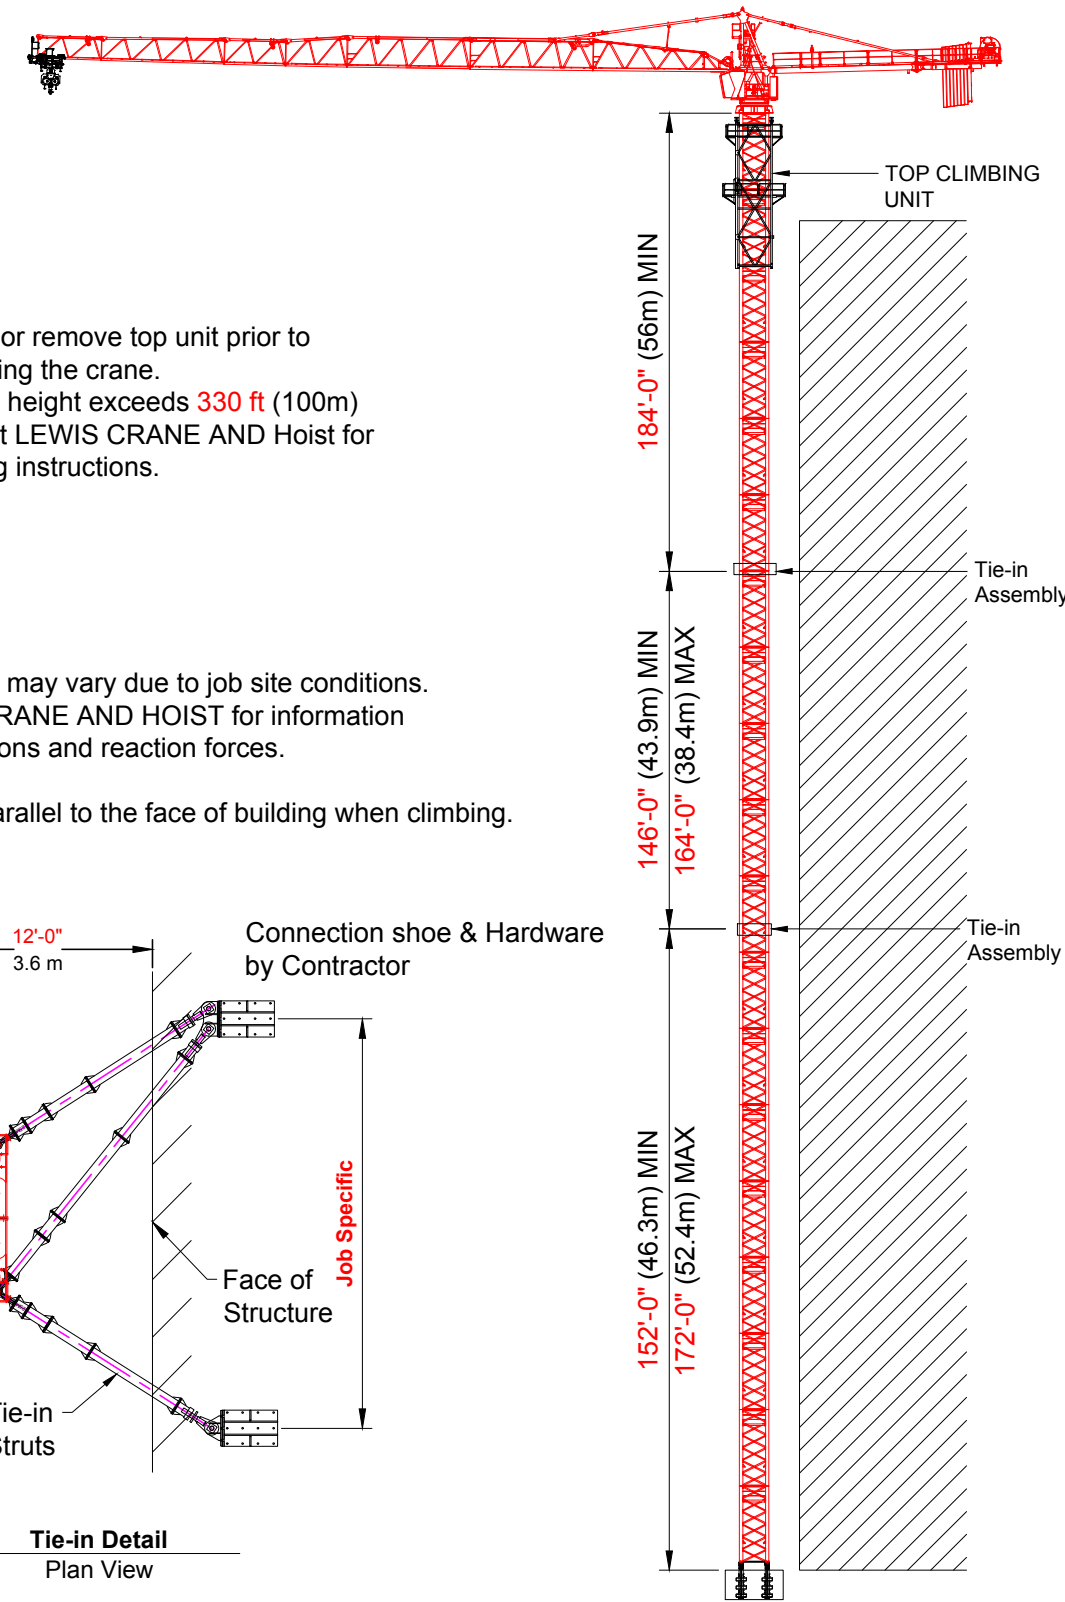 TOP CLIMBING
UNIT
184'-0" (56m) MIN
or remove top unit prior to
ing the crane.
height exceeds 330 ft (100m)
t LEWIS CRANE AND Hoist for
g instructions.
Tie-in
Assembly
146'-0" (43.9m) MIN
164'-0" (38.4m) MAX
may vary due to job site conditions.
RANE AND HOIST for information
ons and reaction forces.
arallel to the face of building when climbing.
12'-0"
3.6 m
Connection shoe & Hardware
by Contractor
Tie-in
Assembly
152'-0" (46.3m) MIN
172'-0" (52.4m) MAX
Job Specific
Face of
Structure
Tie-in
Struts
Tie-in Detail
Plan View